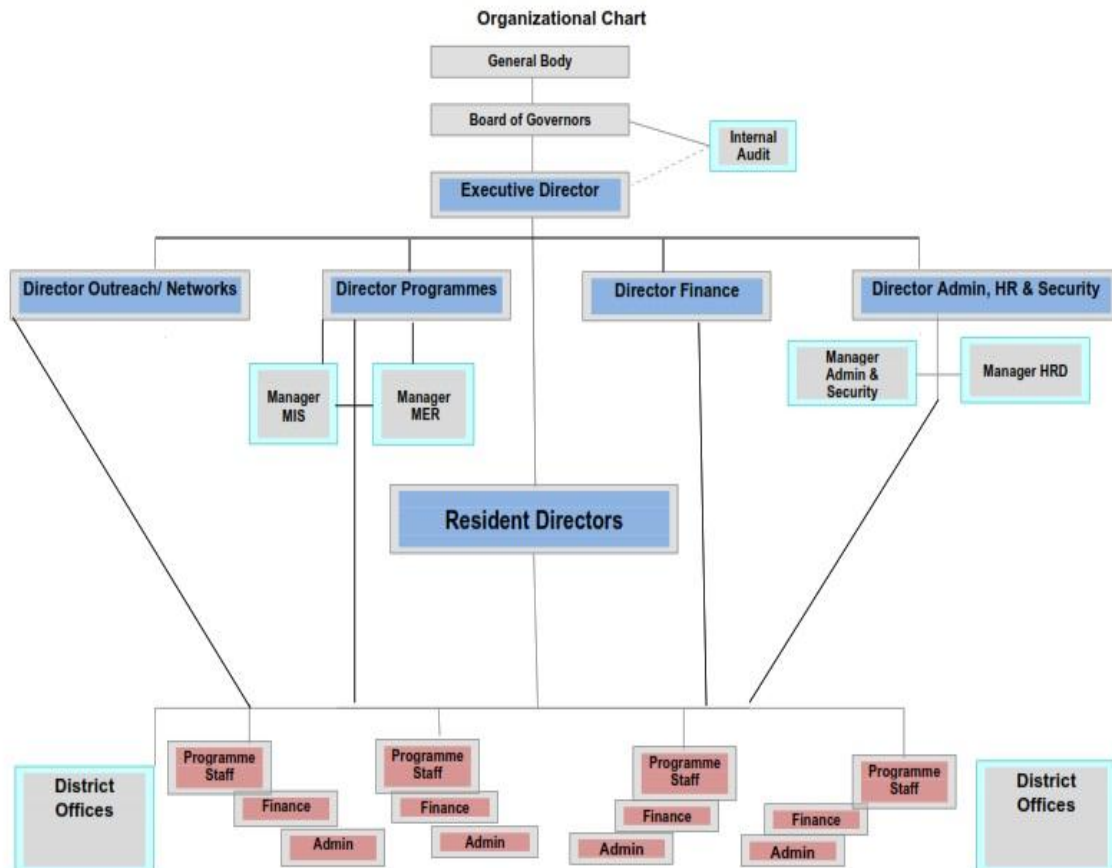 Organizational Chart
General Body
Board of Governors
Internal
Audit
Executive Director
Director Outreach/ Networks
Director Programmes
Director Finance
Director Admin, HR & Security
Manager
MIS
Manager
MER
Manager
Admin &
Security
Manager HRD
Resident Directors
District
Offices
Programme
Staff
Finance
Admin
Programme
Staff
Finance
Admin
Programme
Staff
Finance
Admin
Programme
Staff
Finance
Admin
District
Offices